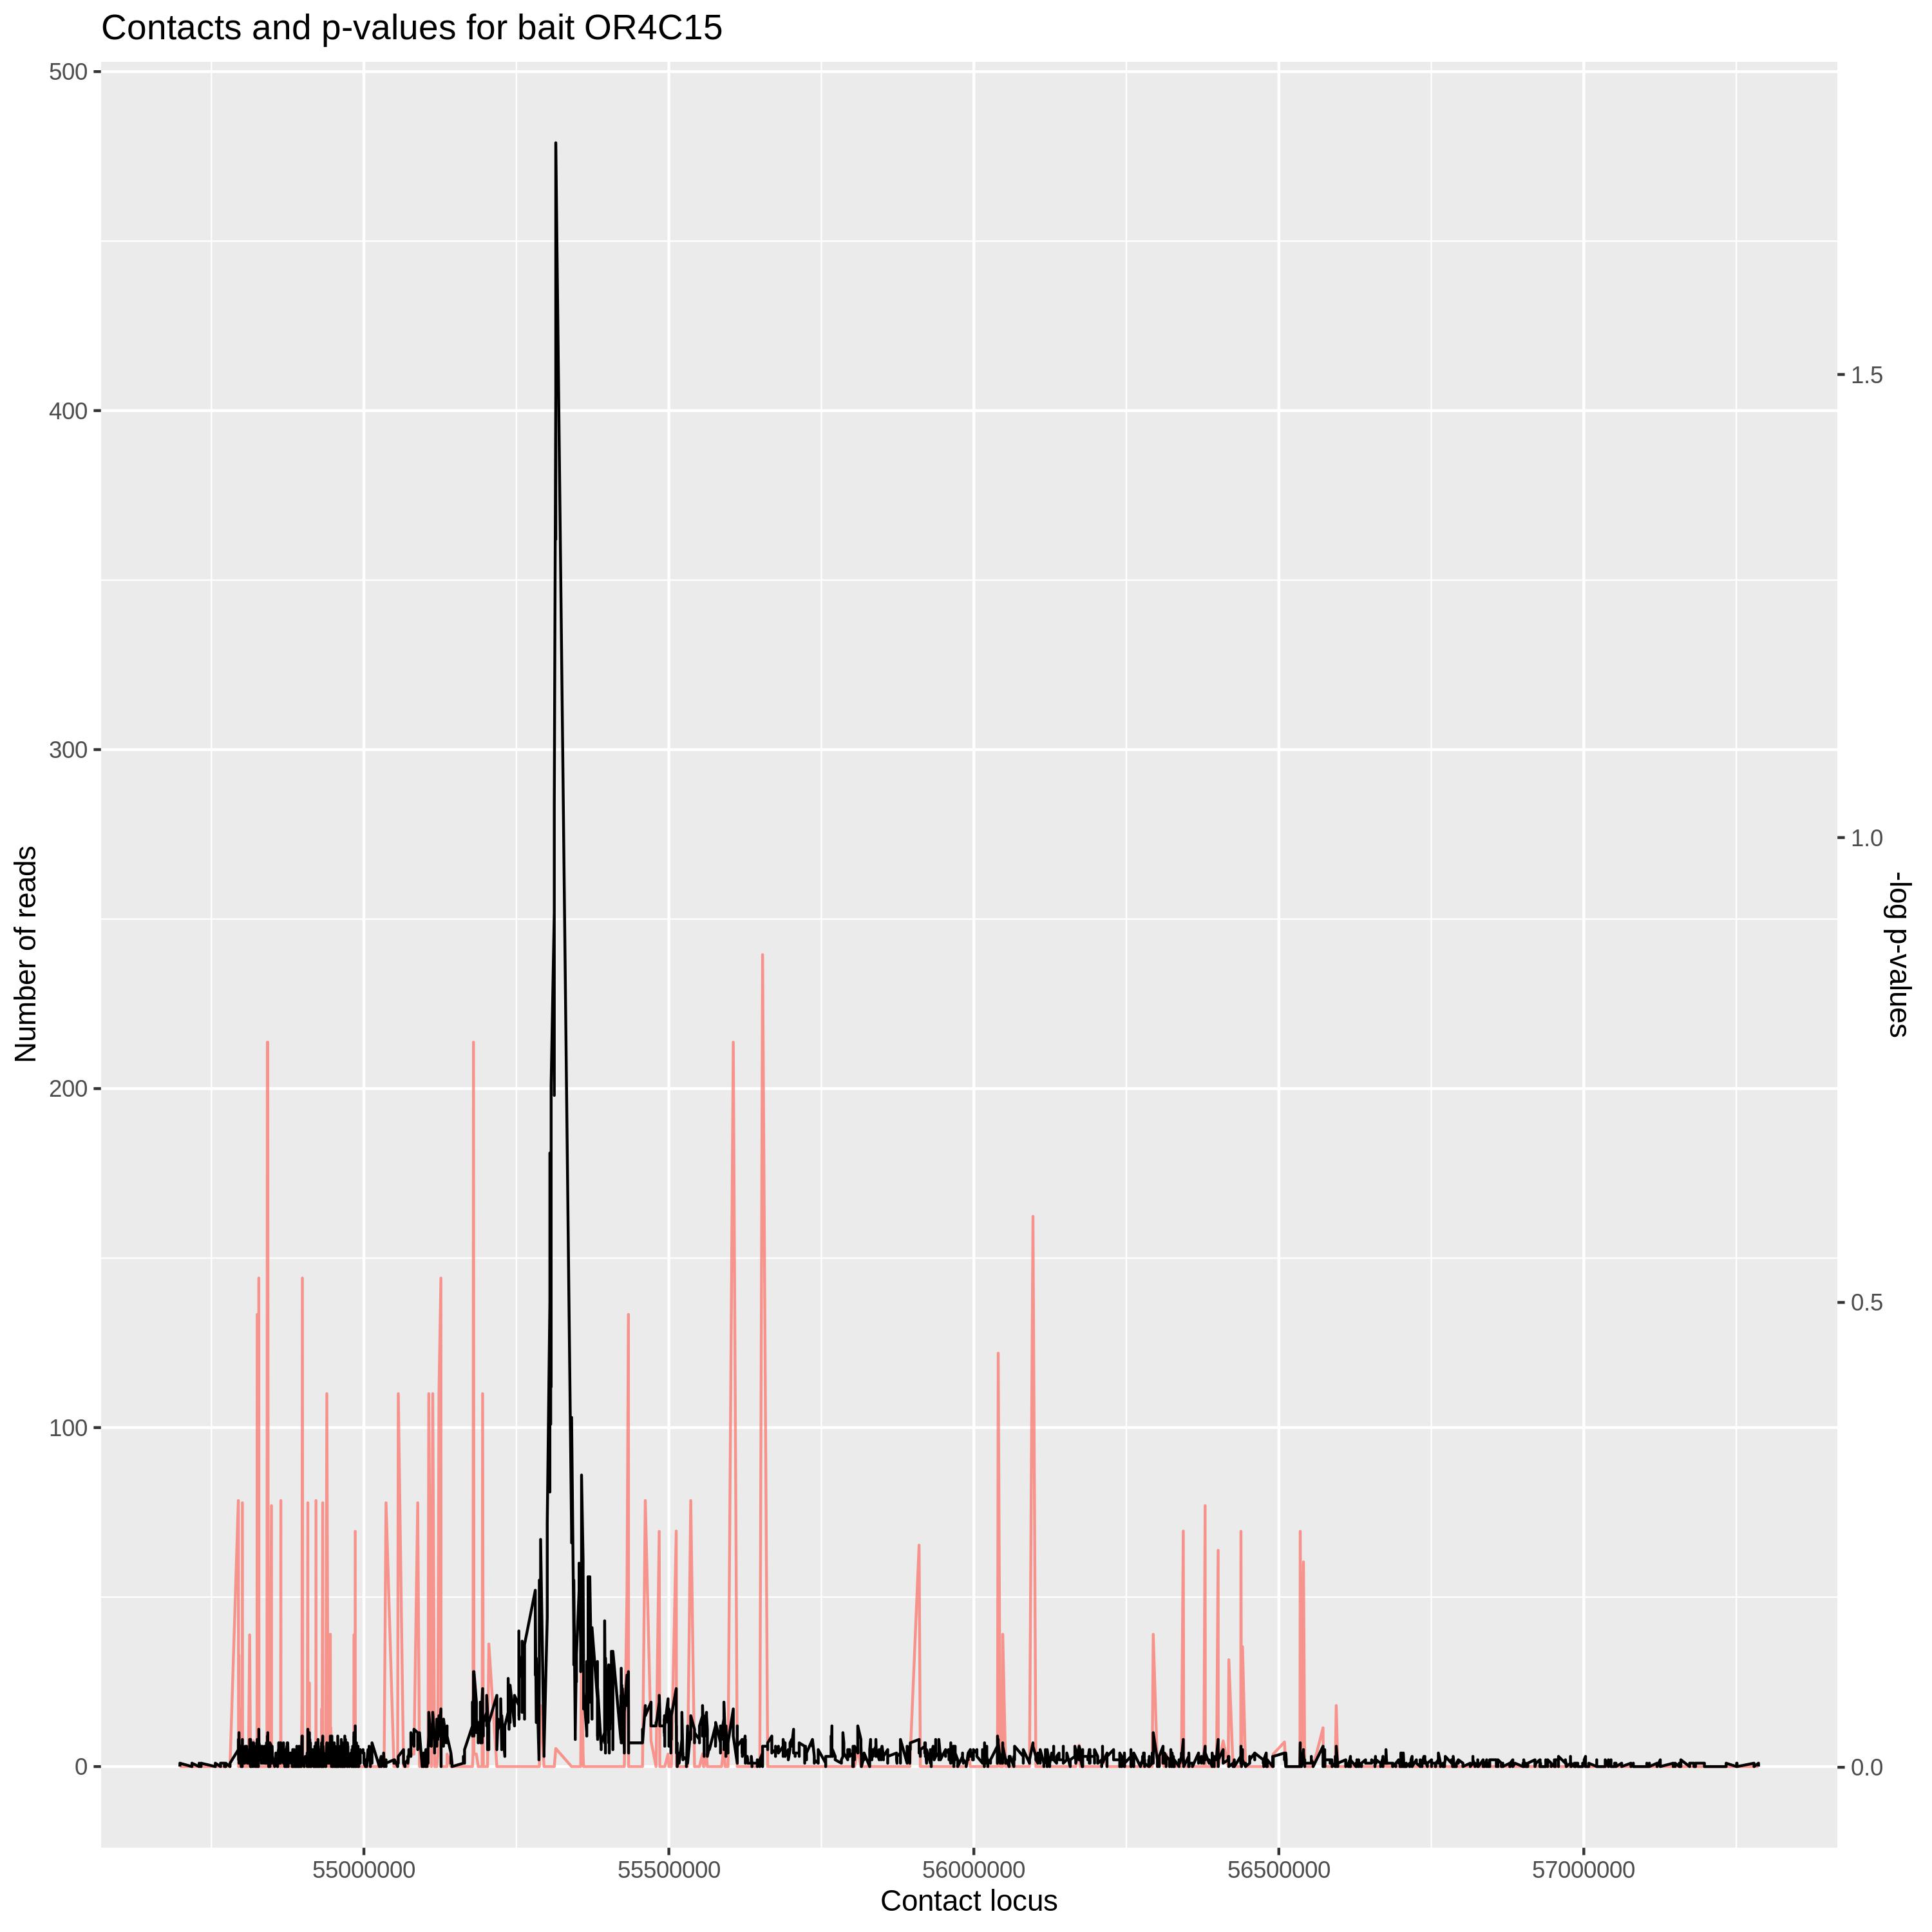 Contacts and p-values for bait OR4C15
500
400
300
200
100
0
Number of reads
1.5
1.0
0.5
0.0
-log p-values
55000000 55500000 56000000 56500000 57000000
Contact locus